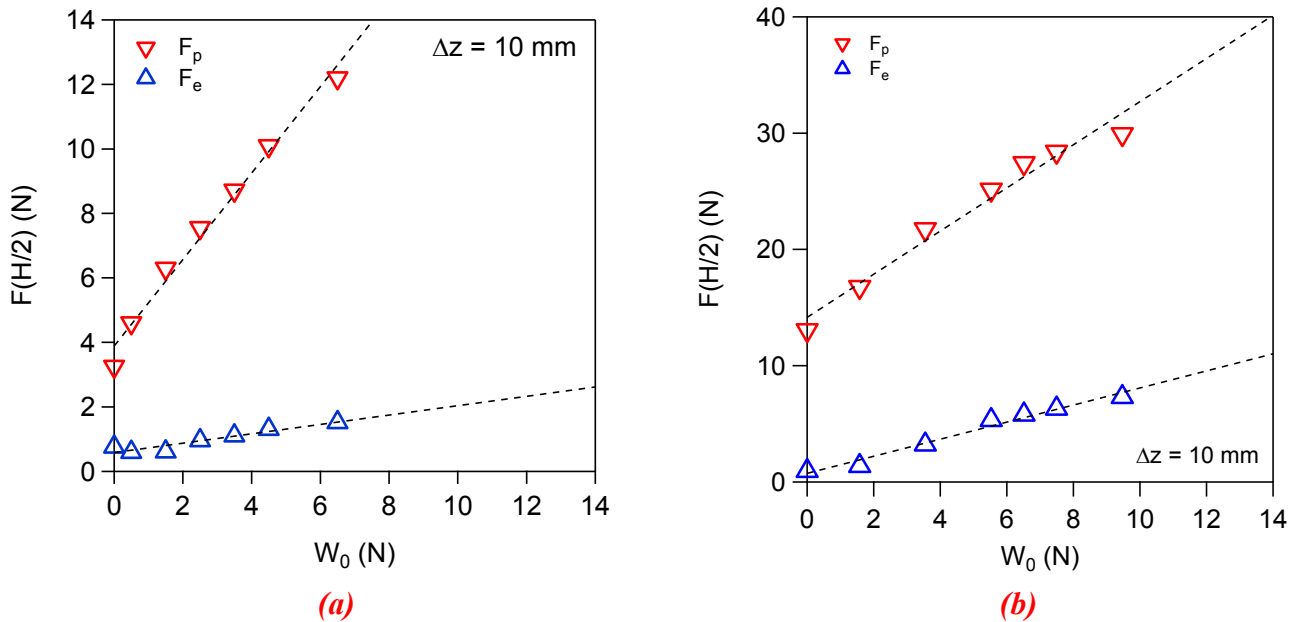 14
12
10
8
6
4
2
0
F(H/2) (N)
F_p
F_e
Δz = 10 mm
0 2 4 6 8 10 12 14
W_0 (N)
(a)
40
30
20
10
0
F(H/2) (N)
F_p
F_e
Δz = 10 mm
0 2 4 6 8 10 12 14
W_0 (N)
(b)